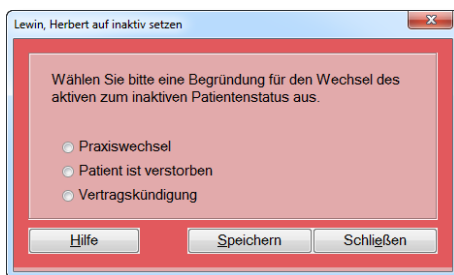 Lewin, Herbert auf inaktiv setzen
Wählen Sie bitte eine Begründung für den Wechsel des
aktiven zum inaktiven Patientenstatus aus.
Praxiswechsel
Patient ist verstorben
Vertragskündigung
Hilfe
Speichern
Schließen